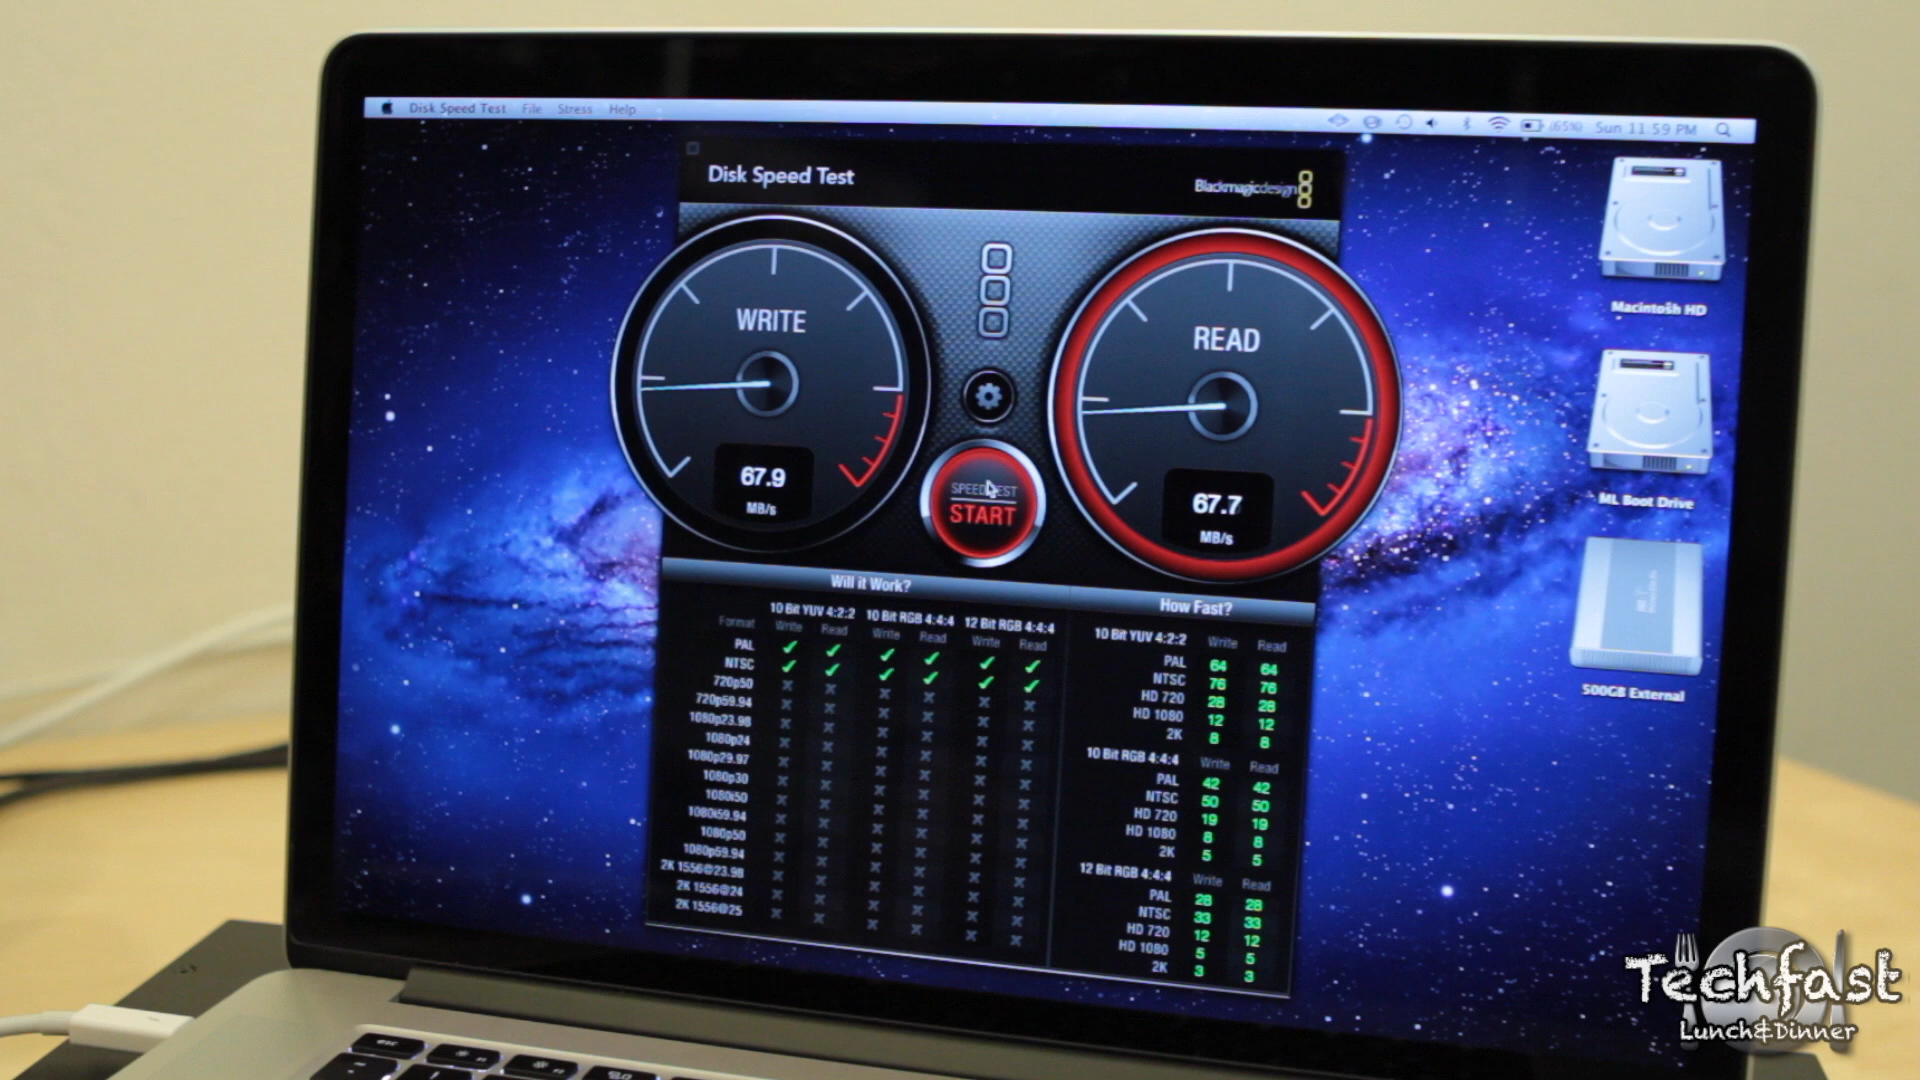 Disk Speed Test File Stress Help
(65%) Sun 11:59 PM
Disk Speed Test
Blackmagicdesign
WRITE
READ
67.9
MB/s
SPEED TEST
START
67.7
MB/s
Macintosh HD
ML Boot Drive
500GB External
Will it Work?
10 Bit YUV 4:2:2 10 Bit RGB 4:4:4 12 Bit RGB 4:4:4
Format Write Read Write Read Write Read
PAL ✓ ✓ ✓ ✓ ✓ ✓
NTSC ✓ ✓ ✓ ✓ ✓ ✓
720p50 x x x x x x
720p59.94 x x x x x x
1080p23.98 x x x x x x
1080p24 x x x x x x
1080p29.97 x x x x x x
1080p30 x x x x x x
1080i50 x x x x x x
1080i59.94 x x x x x x
1080p50 x x x x x x
1080p59.94 x x x x x x
2K 1556@23.98 x x x x x x
2K 1556@24 x x x x x x
2K 1556@25 x x x x x x
How Fast?
10 Bit YUV 4:2:2 Write Read
PAL 64 64
NTSC 76 76
HD 720 28 28
HD 1080 12 12
2K 8 8
10 Bit RGB 4:4:4 Write Read
PAL 42 42
NTSC 50 50
HD 720 19 19
HD 1080 8 8
2K 5 5
12 Bit RGB 4:4:4 Write Read
PAL 28 28
NTSC 33 33
HD 720 12 12
HD 1080 5 5
2K 3 3
esc
Techfast
Lunch&Dinner